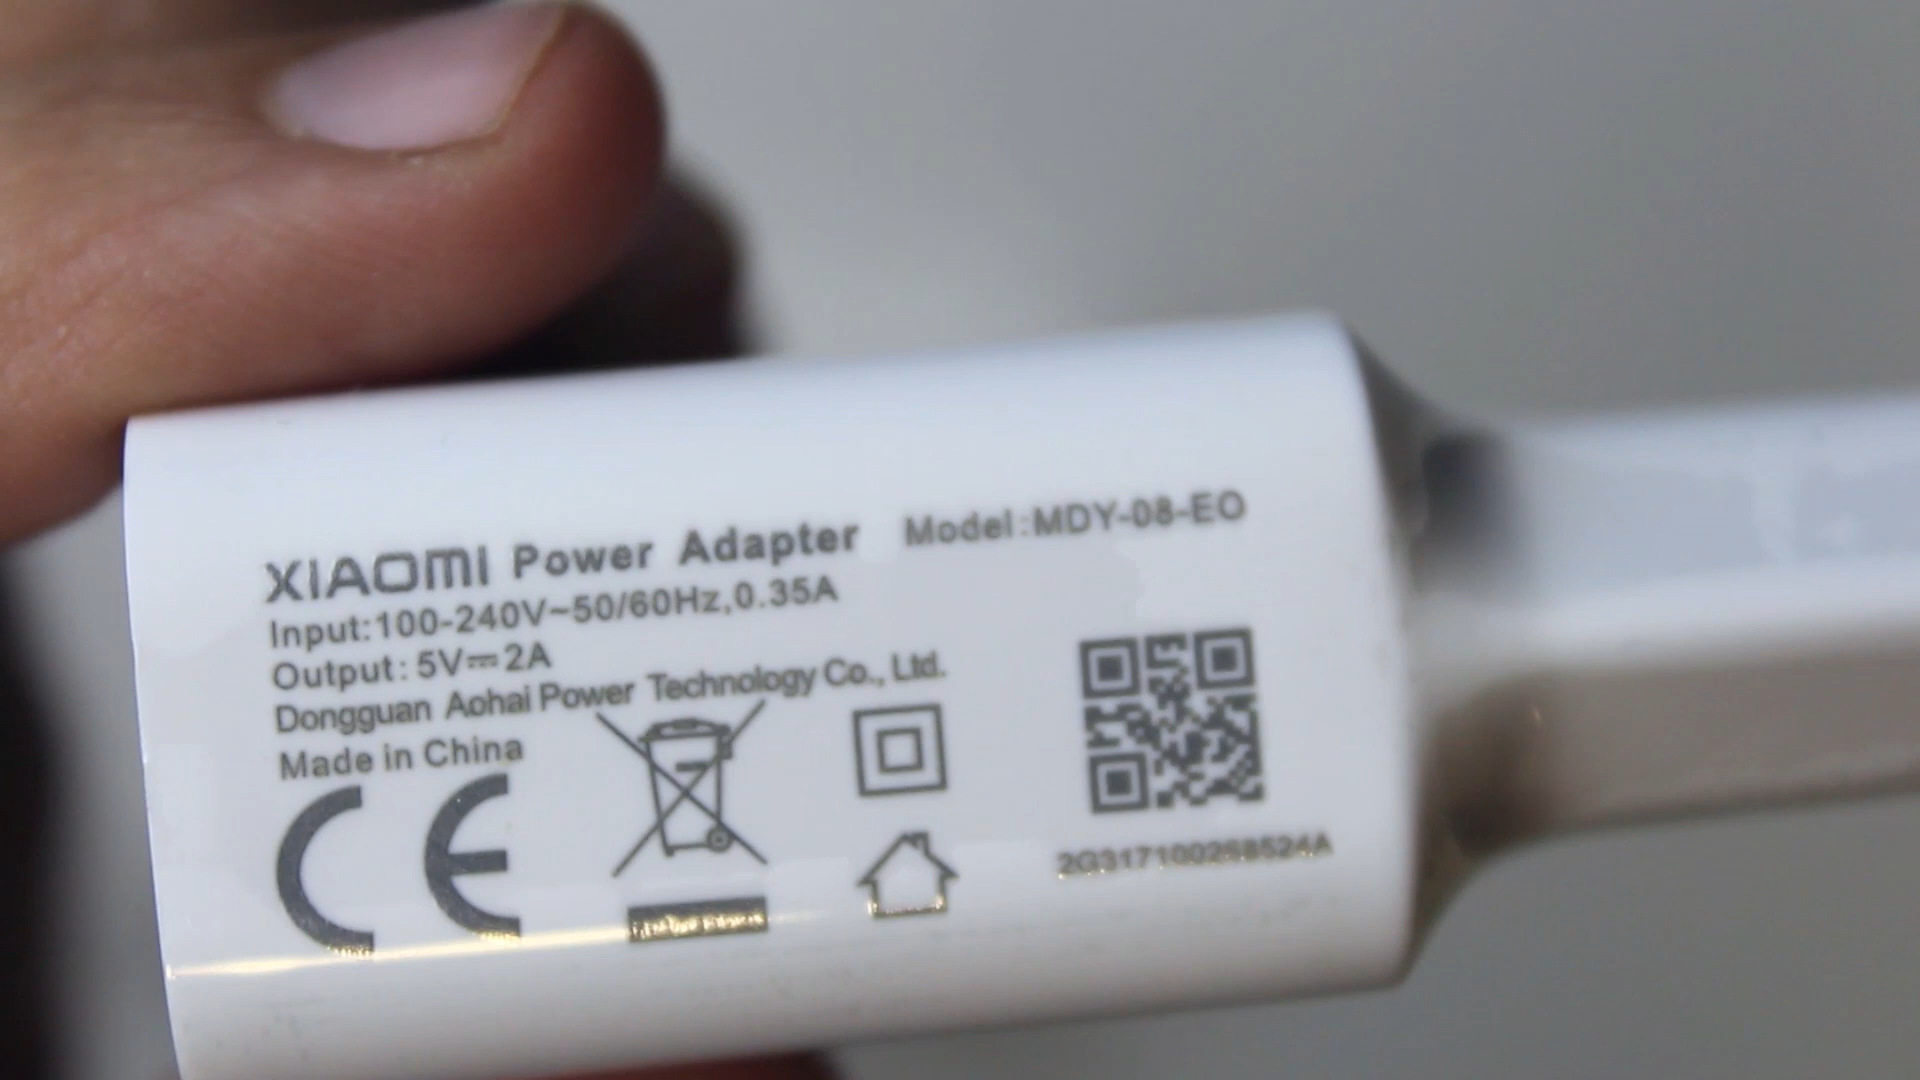 XIAOMI Power Adapter Model:MDY-08-EO
Input:100-240V~50/60Hz,0.35A
Output: 5V⎓2A
Dongguan Aohai Power Technology Co., Ltd.
Made in China
CE
2G317100268524A